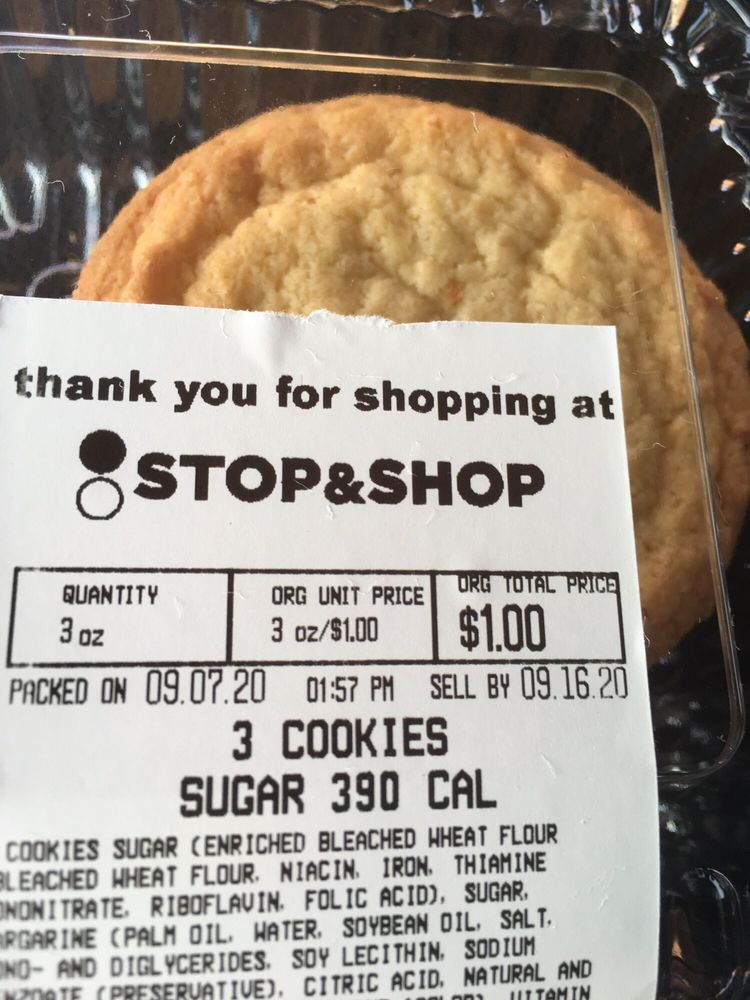 thank you for shopping at
STOP&SHOP
QUANTITY ORG UNIT PRICE ORG TOTAL PRICE
3 oz 3 oz/$1.00 $1.00
PACKED ON 09.07.20 01:57 PM SELL BY 09.16.20
3 COOKIES
SUGAR 390 CAL
COOKIES SUGAR (ENRICHED BLEACHED WHEAT FLOUR
BLEACHED WHEAT FLOUR, NIACIN, IRON, THIAMINE
ONONITRATE, RIBOFLAVIN, FOLIC ACID), SUGAR,
ARGARINE (PALM OIL, WATER, SOYBEAN OIL, SALT,
ONO- AND DIGLYCERIDES, SOY LECITHIN, SODIUM
NZOATE (PRESERVATIVE), CITRIC ACID, NATURAL AND
VITAMIN